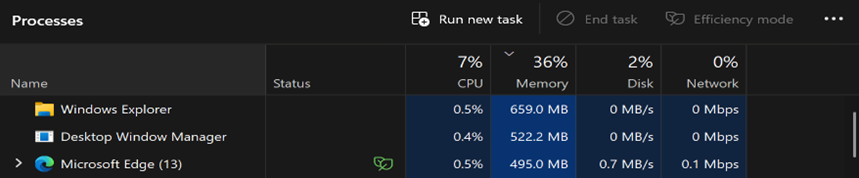 Processes Run new task End task Efficiency mode
7% 36% 2% 0%
Name Status CPU Memory Disk Network
Windows Explorer 0.5% 659.0 MB 0 MB/s 0 Mbps
Desktop Window Manager 0.4% 522.2 MB 0 MB/s 0 Mbps
Microsoft Edge (13) 0.5% 495.0 MB 0.7 MB/s 0.1 Mbps